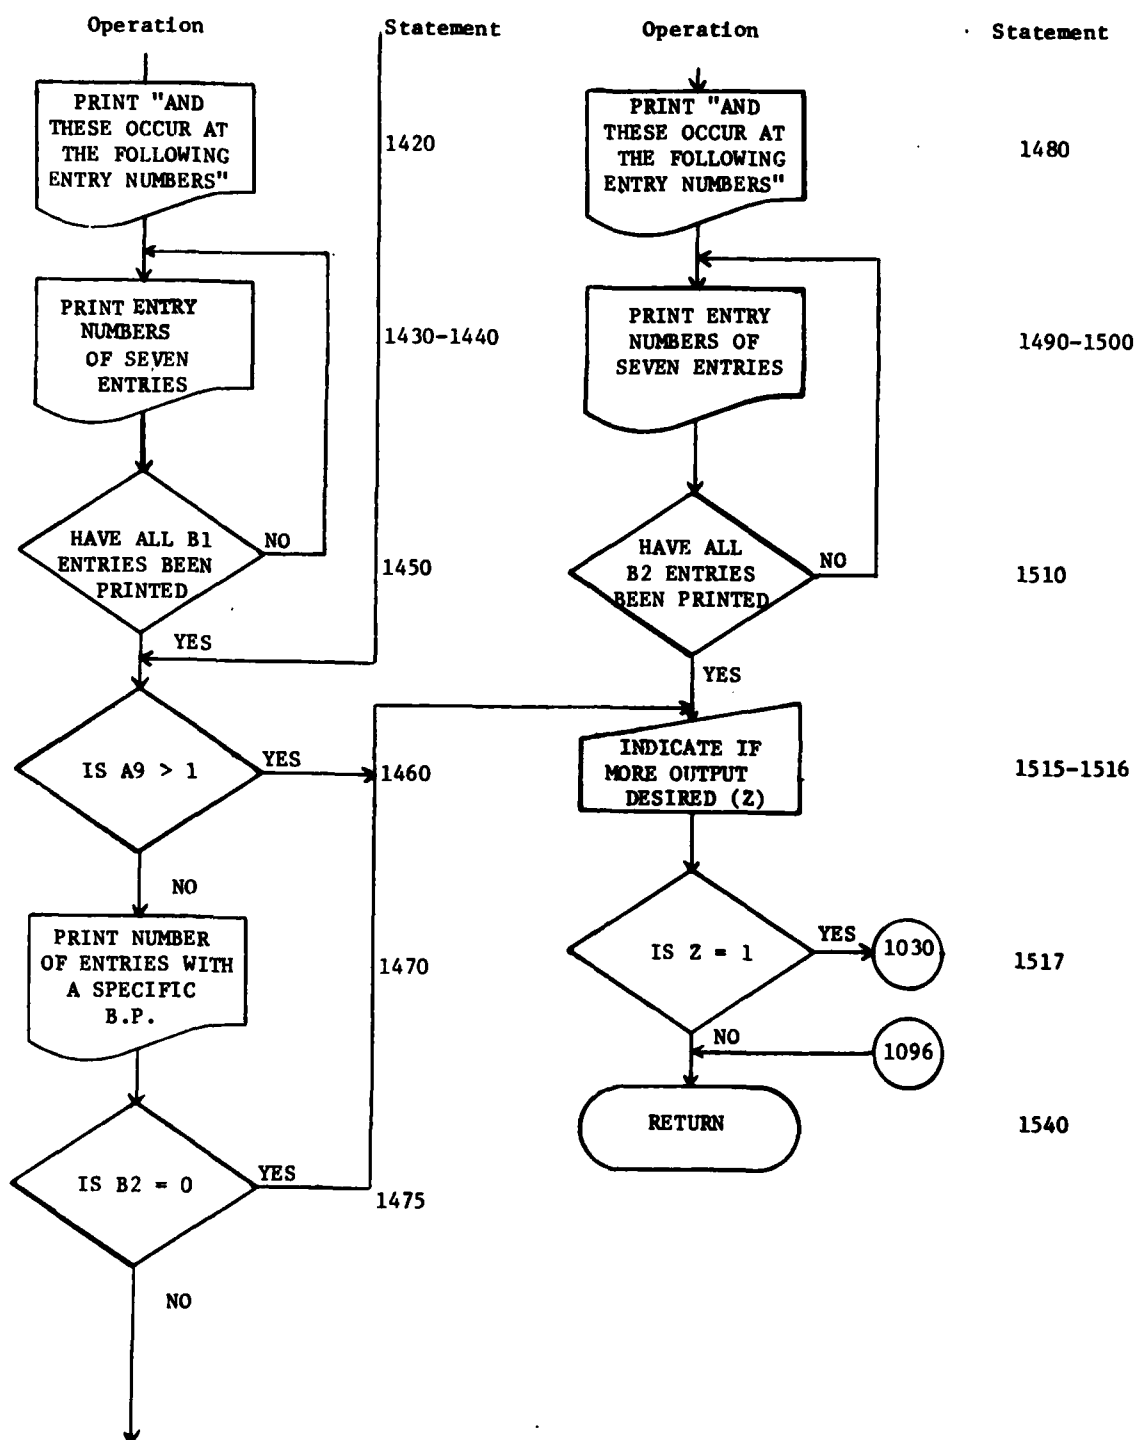 Operation
Statement
PRINT "AND
THESE OCCUR AT
THE FOLLOWING
ENTRY NUMBERS"
1420
PRINT ENTRY
NUMBERS
OF SEVEN
ENTRIES
1430-1440
HAVE ALL B1
ENTRIES BEEN
PRINTED
NO
1450
YES
IS A9 > 1
YES
1460
NO
PRINT NUMBER
OF ENTRIES WITH
A SPECIFIC
B.P.
1470
IS B2 = 0
YES
1475
NO
Operation
Statement
PRINT "AND
THESE OCCUR AT
THE FOLLOWING
ENTRY NUMBERS"
1480
PRINT ENTRY
NUMBERS OF
SEVEN ENTRIES
1490-1500
HAVE ALL
B2 ENTRIES
BEEN PRINTED
NO
1510
YES
INDICATE IF
MORE OUTPUT
DESIRED (Z)
1515-1516
IS Z = 1
YES
1030
1517
NO
1096
RETURN
1540